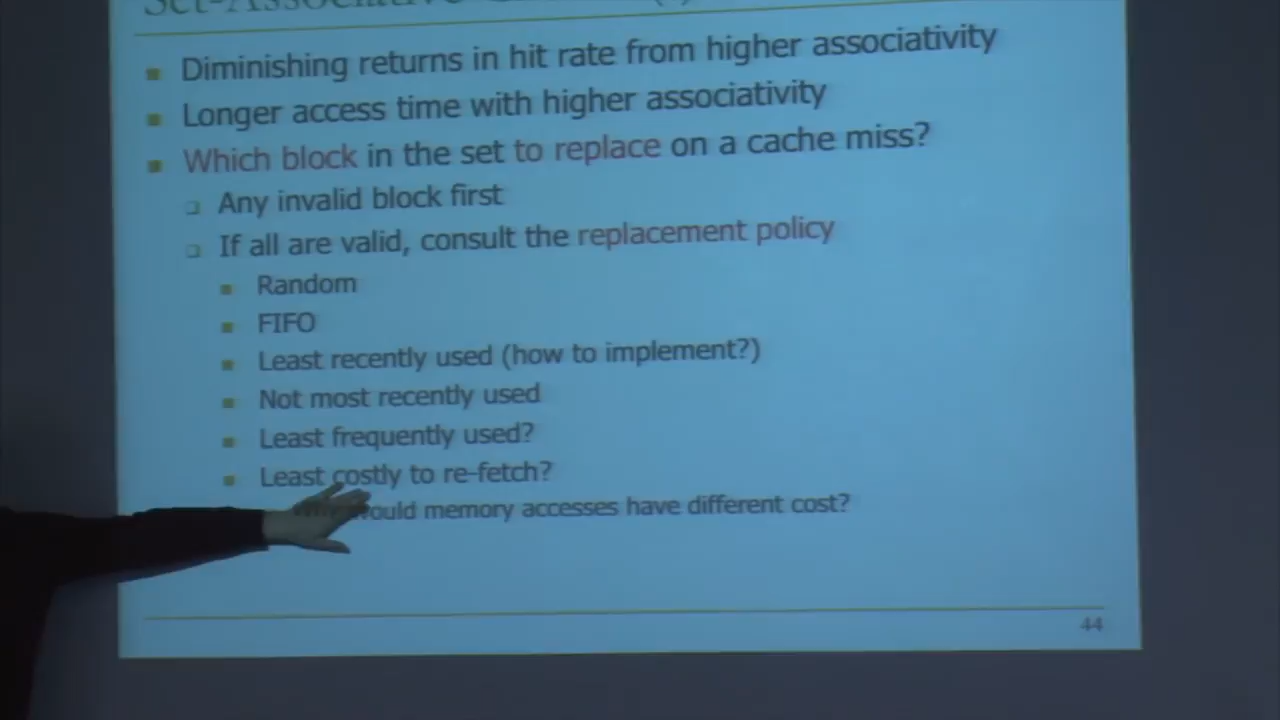 Set-Associative
Diminishing returns in hit rate from higher associativity
Longer access time with higher associativity
Which block in the set to replace on a cache miss?
Any invalid block first
If all are valid, consult the replacement policy
Random
FIFO
Least recently used (how to implement?)
Not most recently used
Least frequently used?
Least costly to re-fetch?
would memory accesses have different cost?
44